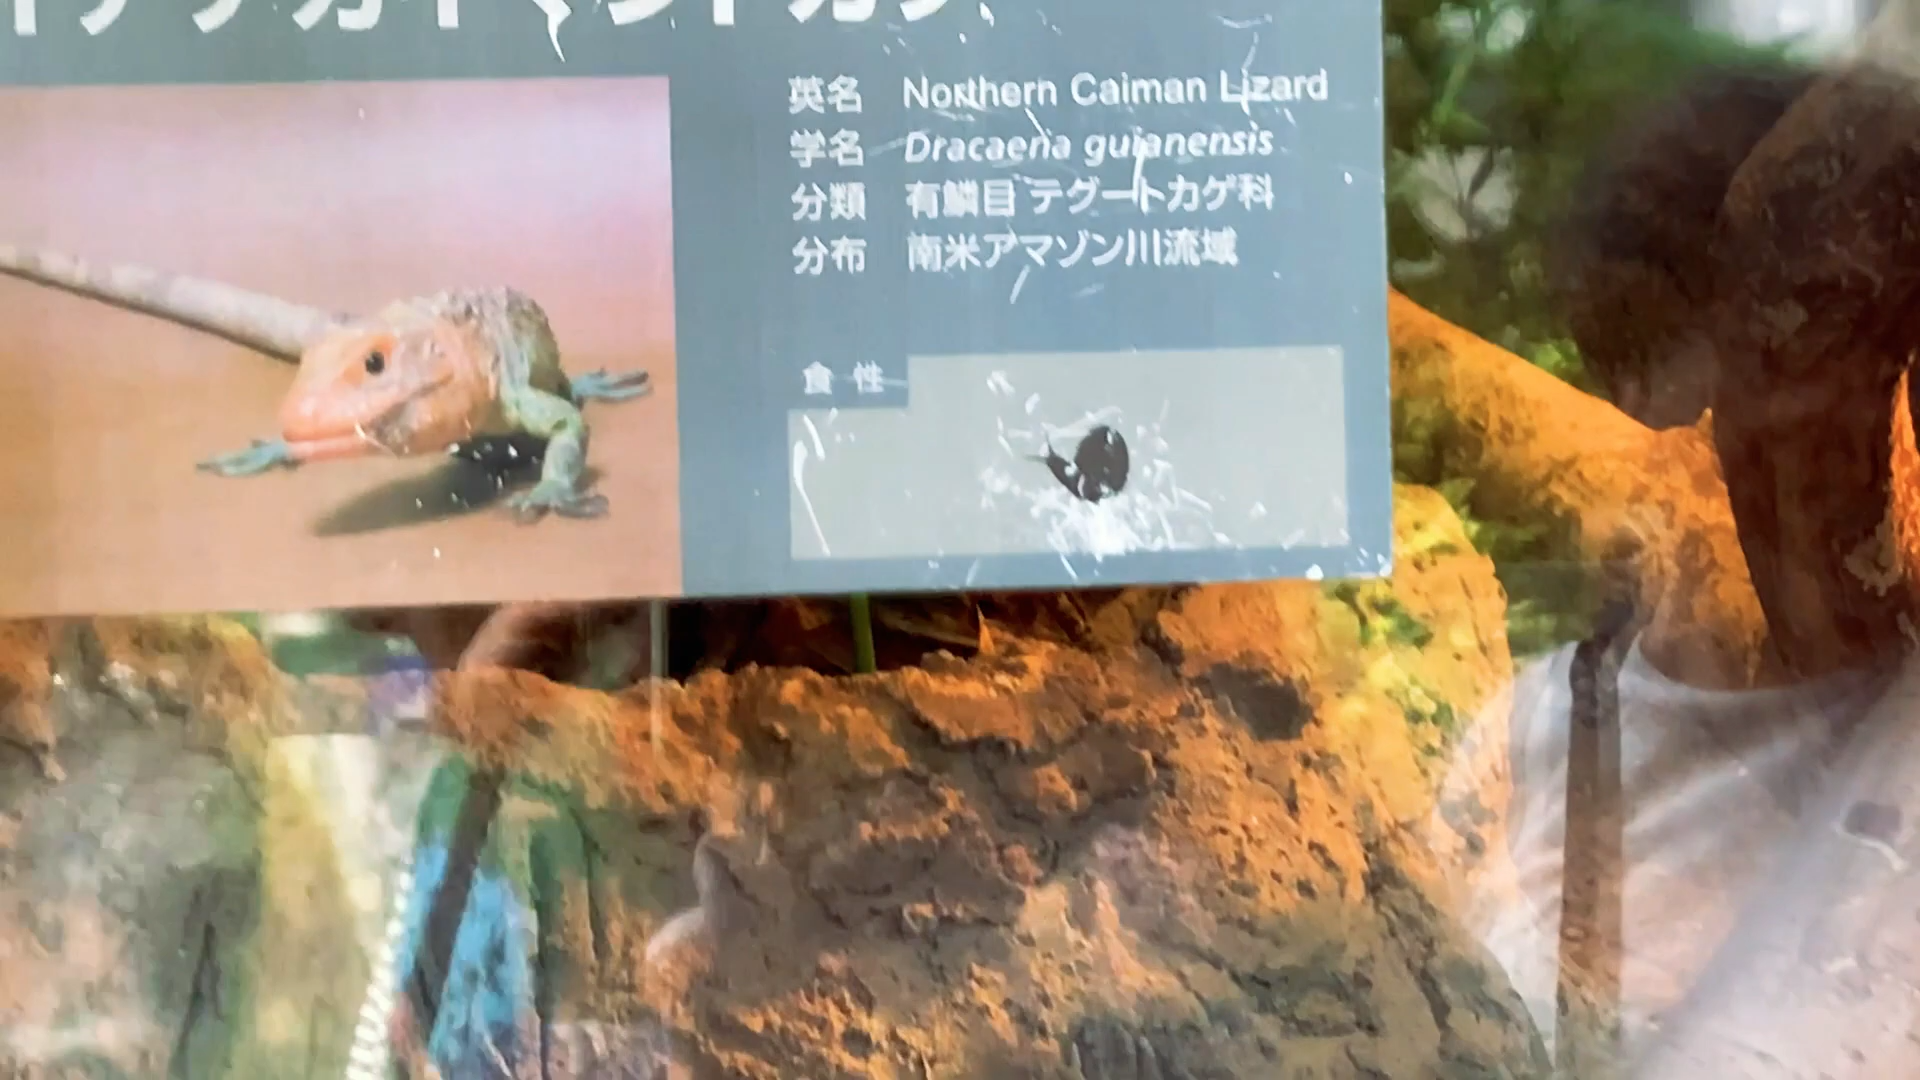 英名 Northern Caiman Lizard
学名 Dracaena guianensis
分類 有鱗目 テグートカゲ科
分布 南米アマゾン川流域
食性